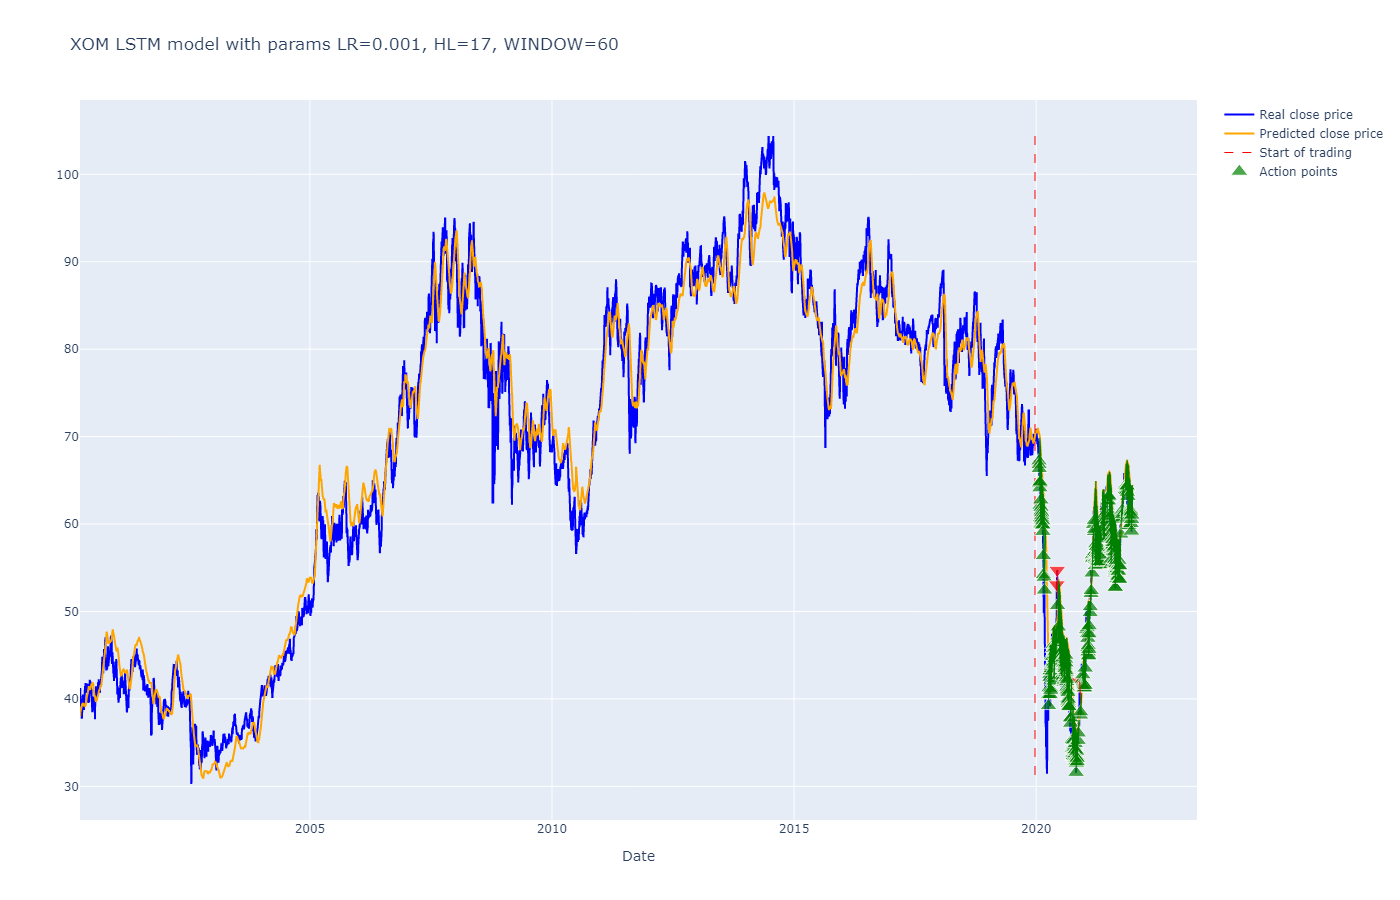 XOM LSTM model with params LR=0.001, HL=17, WINDOW=60
Real close price
Predicted close price
Start of trading
Action points
100
90
80
70
60
50
40
30
2005
2010
2015
2020
Date